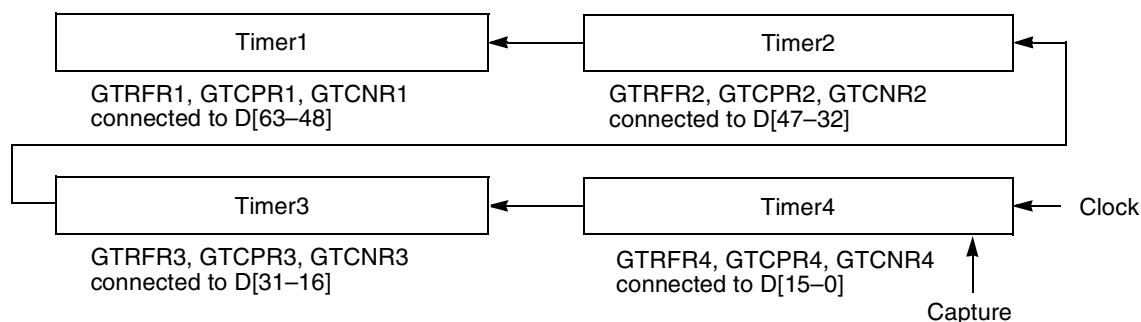 Timer1
Timer2
GTRFR1, GTCPR1, GTCNR1
connected to D[63–48]
GTRFR2, GTCPR2, GTCNR2
connected to D[47–32]
Timer3
Timer4
Clock
GTRFR3, GTCPR3, GTCNR3
connected to D[31–16]
GTRFR4, GTCPR4, GTCNR4
connected to D[15–0]
Capture